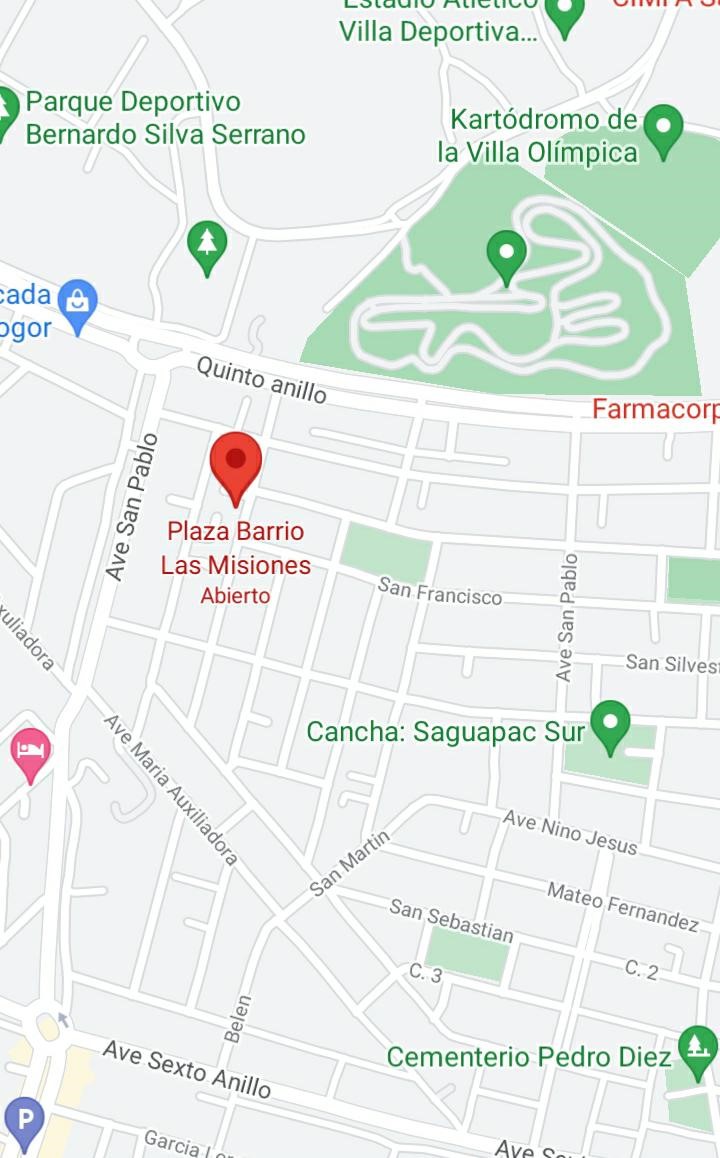 Estadio Atlético
Villa Deportiva...
Parque Deportivo
Bernardo Silva Serrano
Kartódromo de
la Villa Olímpica
cada
ogor
Quinto anillo
Farmacorp
Ave San Pablo
Plaza Barrio
Las Misiones
Abierto
San Francisco
Ave San Pablo
xuliadora
San Silvest
Cancha: Saguapac Sur
Ave Maria Auxiliadora
Ave Nino Jesus
San Martin
Mateo Fernandez
San Sebastian
C. 3
C. 2
Belen
Cementerio Pedro Diez
Ave Sexto Anillo
P
Garcia Lor